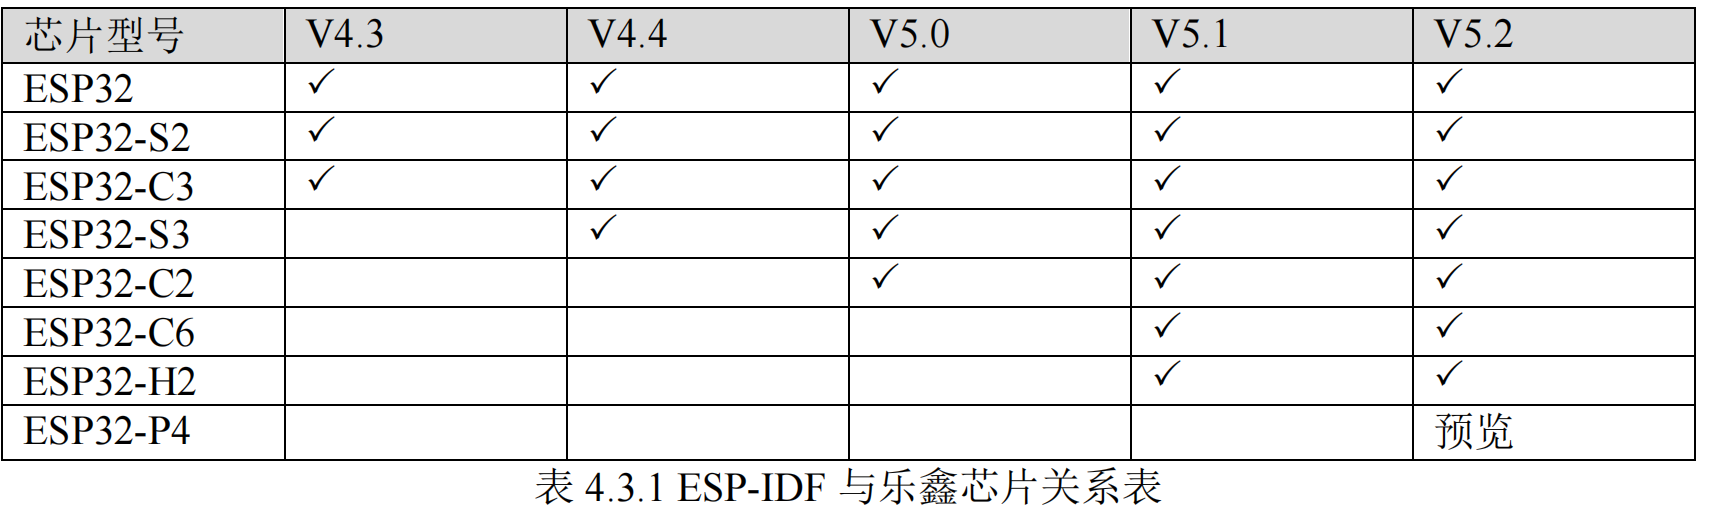 芯片型号 V4.3 V4.4 V5.0 V5.1 V5.2
ESP32 ✓ ✓ ✓ ✓ ✓
ESP32-S2 ✓ ✓ ✓ ✓ ✓
ESP32-C3 ✓ ✓ ✓ ✓ ✓
ESP32-S3 ✓ ✓ ✓ ✓
ESP32-C2 ✓ ✓ ✓
ESP32-C6 ✓ ✓
ESP32-H2 ✓ ✓
ESP32-P4 预览
表 4.3.1 ESP-IDF 与乐鑫芯片关系表